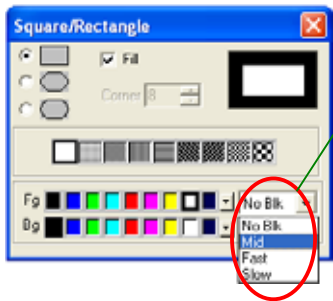 Square/Rectangle
Fill
Corner 8
Fg No Blk
Bg No Blk
Mid
Fast
Slow